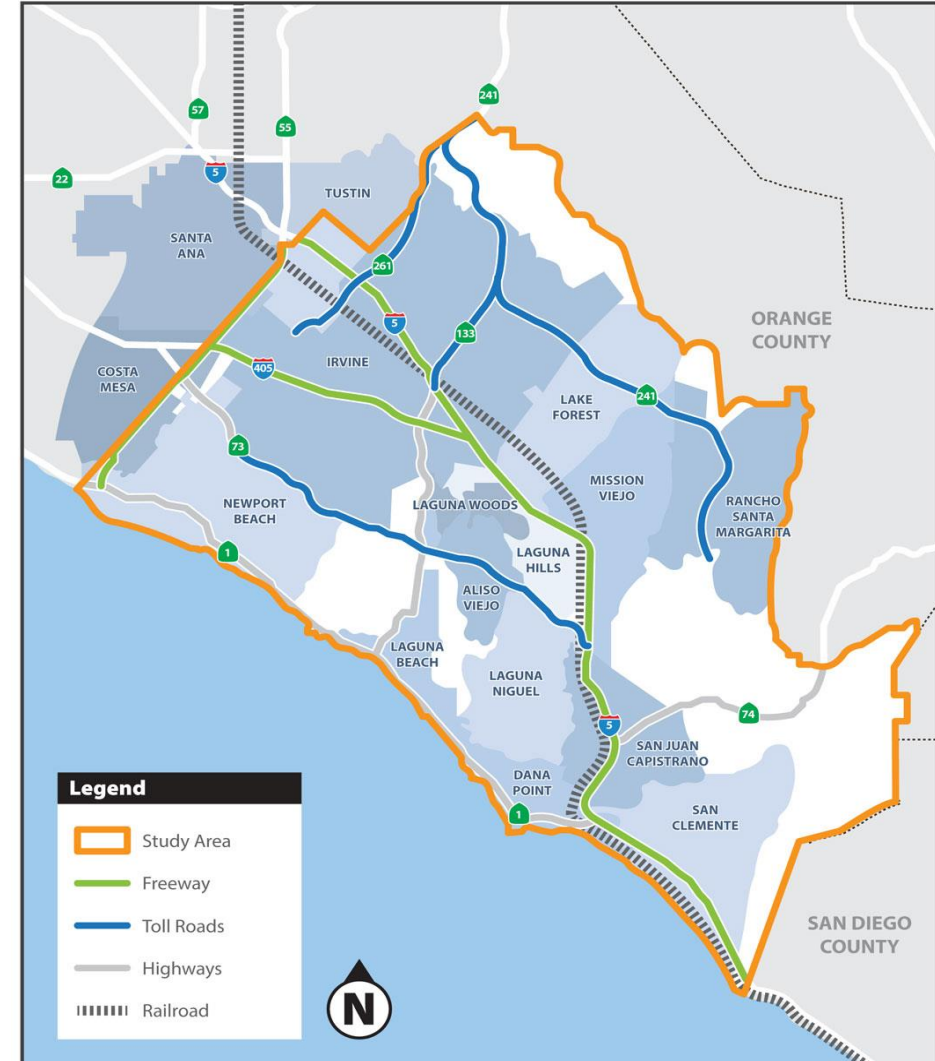 241
57
55
22
5
TUSTIN
SANTA
ANA
261
5
133
ORANGE
COUNTY
IRVINE
405
COSTA
MESA
LAKE
FOREST
241
73
MISSION
VIEJO
NEWPORT
BEACH
LAGUNA WOODS
RANCHO
SANTA
MARGARITA
1
LAGUNA
HILLS
ALISO
VIEJO
LAGUNA
BEACH
LAGUNA
NIGUEL
74
5
SAN JUAN
CAPISTRANO
DANA
POINT
1
SAN
CLEMENTE
SAN DIEGO
COUNTY
Legend
Study Area
Freeway
Toll Roads
Highways
Railroad
N